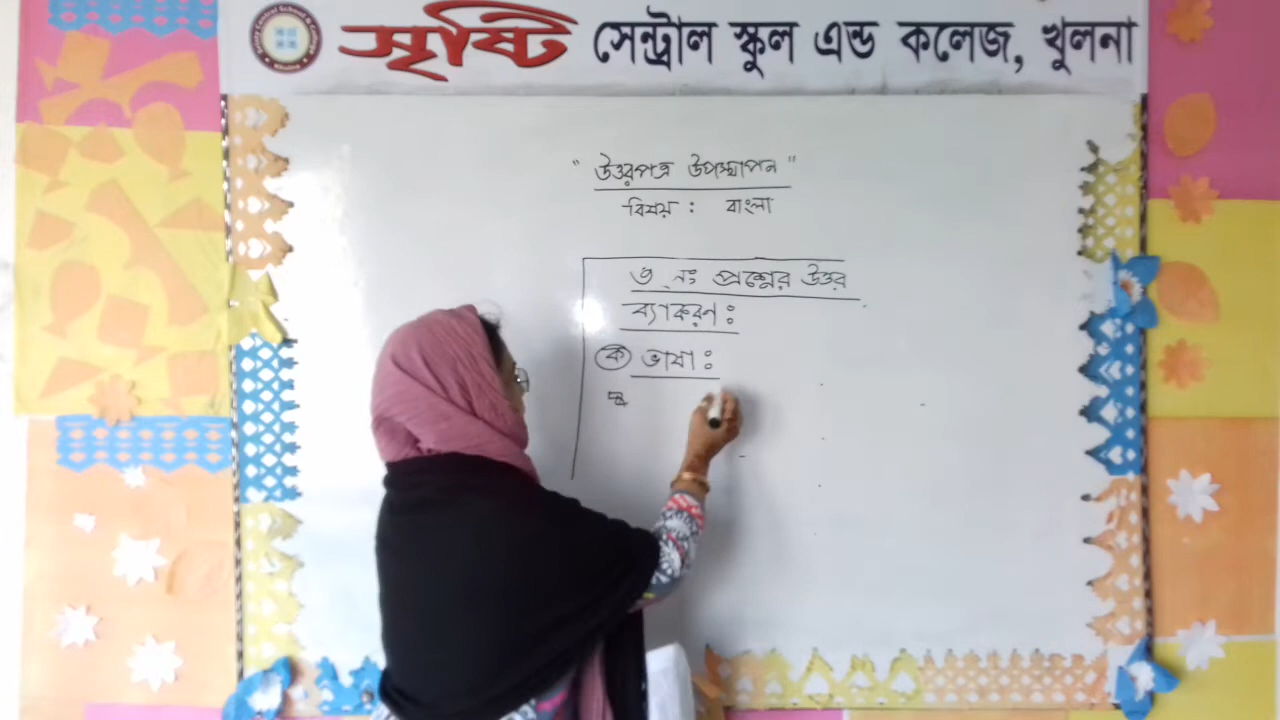 সৃষ্টি সেন্ট্রাল স্কুল এন্ড কলেজ, খুলনা
" উত্তরপত্র উপস্থাপন "
বিষয় : বাংলা
৩ নং প্রশ্নের উত্তর
ব্যাকরণ :
ক ভাষা :